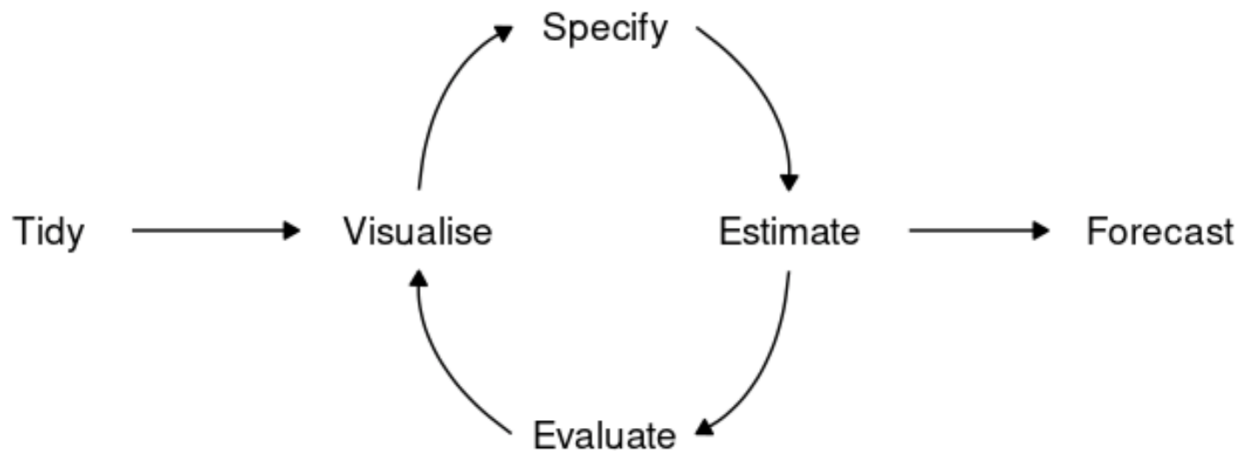 Specify
Tidy
Visualise
Estimate
Forecast
Evaluate